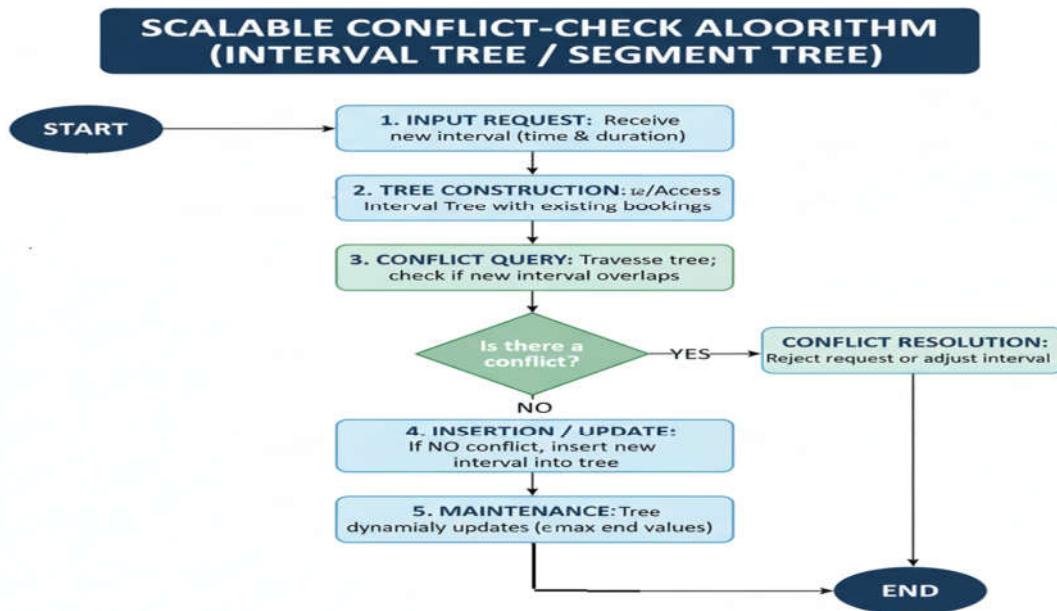 SCALABLE CONFLICT-CHECK ALOORITHM
(INTERVAL TREE / SEGMENT TREE)
START
1. INPUT REQUEST: Receive
new interval (time & duration)
2. TREE CONSTRUCTION: /Access
Interval Tree with existing bookings
3. CONFLICT QUERY: Travesse tree;
check if new interval overlaps
Is there a
conflict?
YES
CONFLICT RESOLUTION:
Reject request or adjust interval
NO
4. INSERTION / UPDATE:
If NO conflict, insert new
interval into tree
5. MAINTENANCE: Tree
dynamialy updates (e max end values)
END